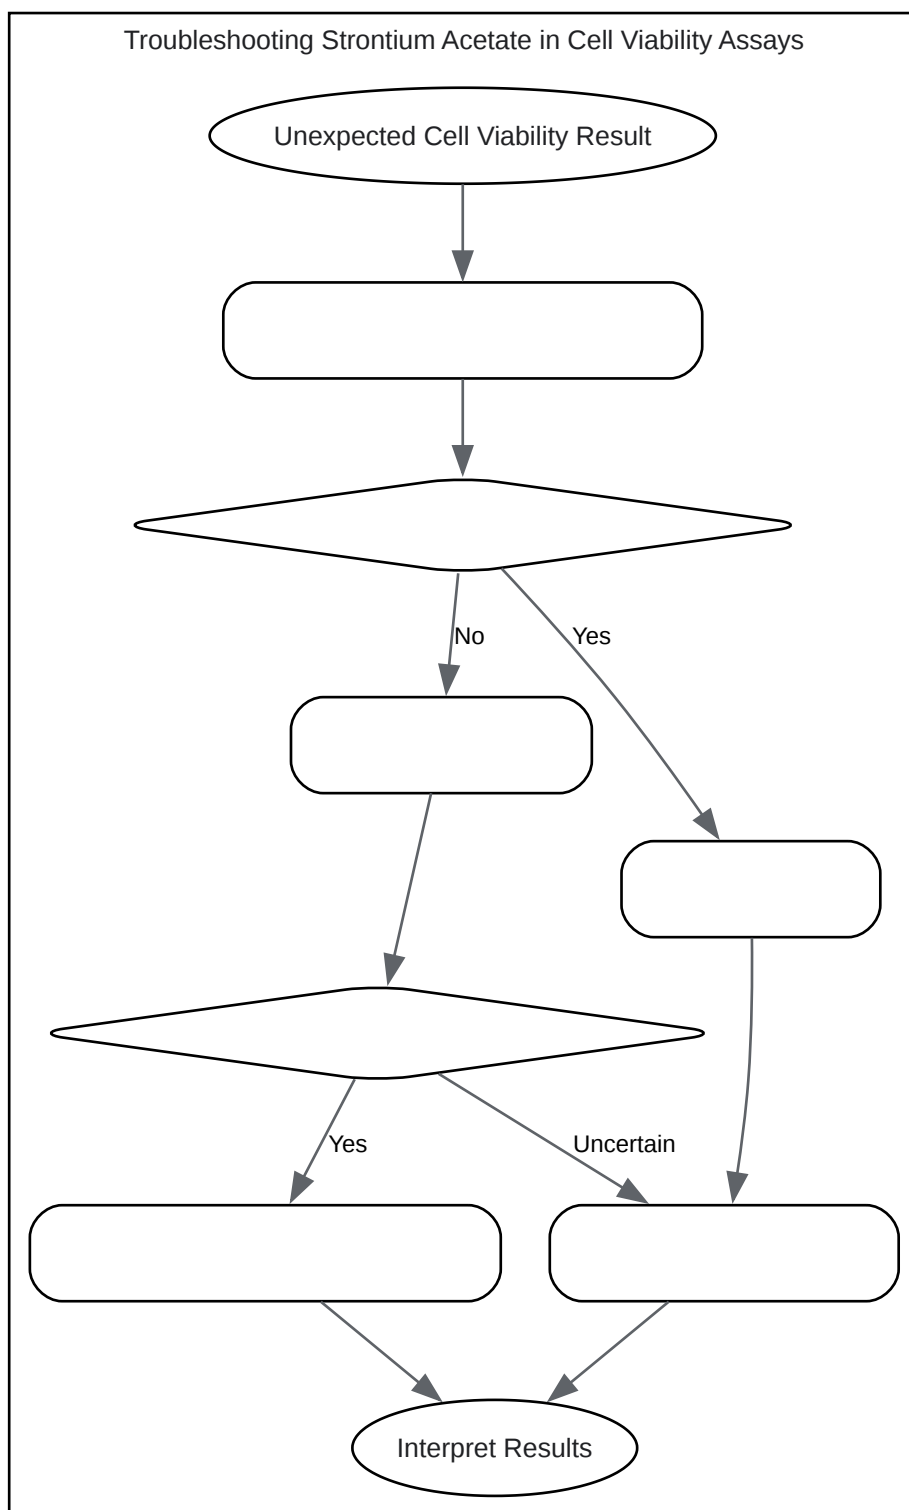 Troubleshooting Strontium Acetate in Cell Viability Assays
Unexpected Cell Viability Result
No
Yes
Yes
Uncertain
Interpret Results